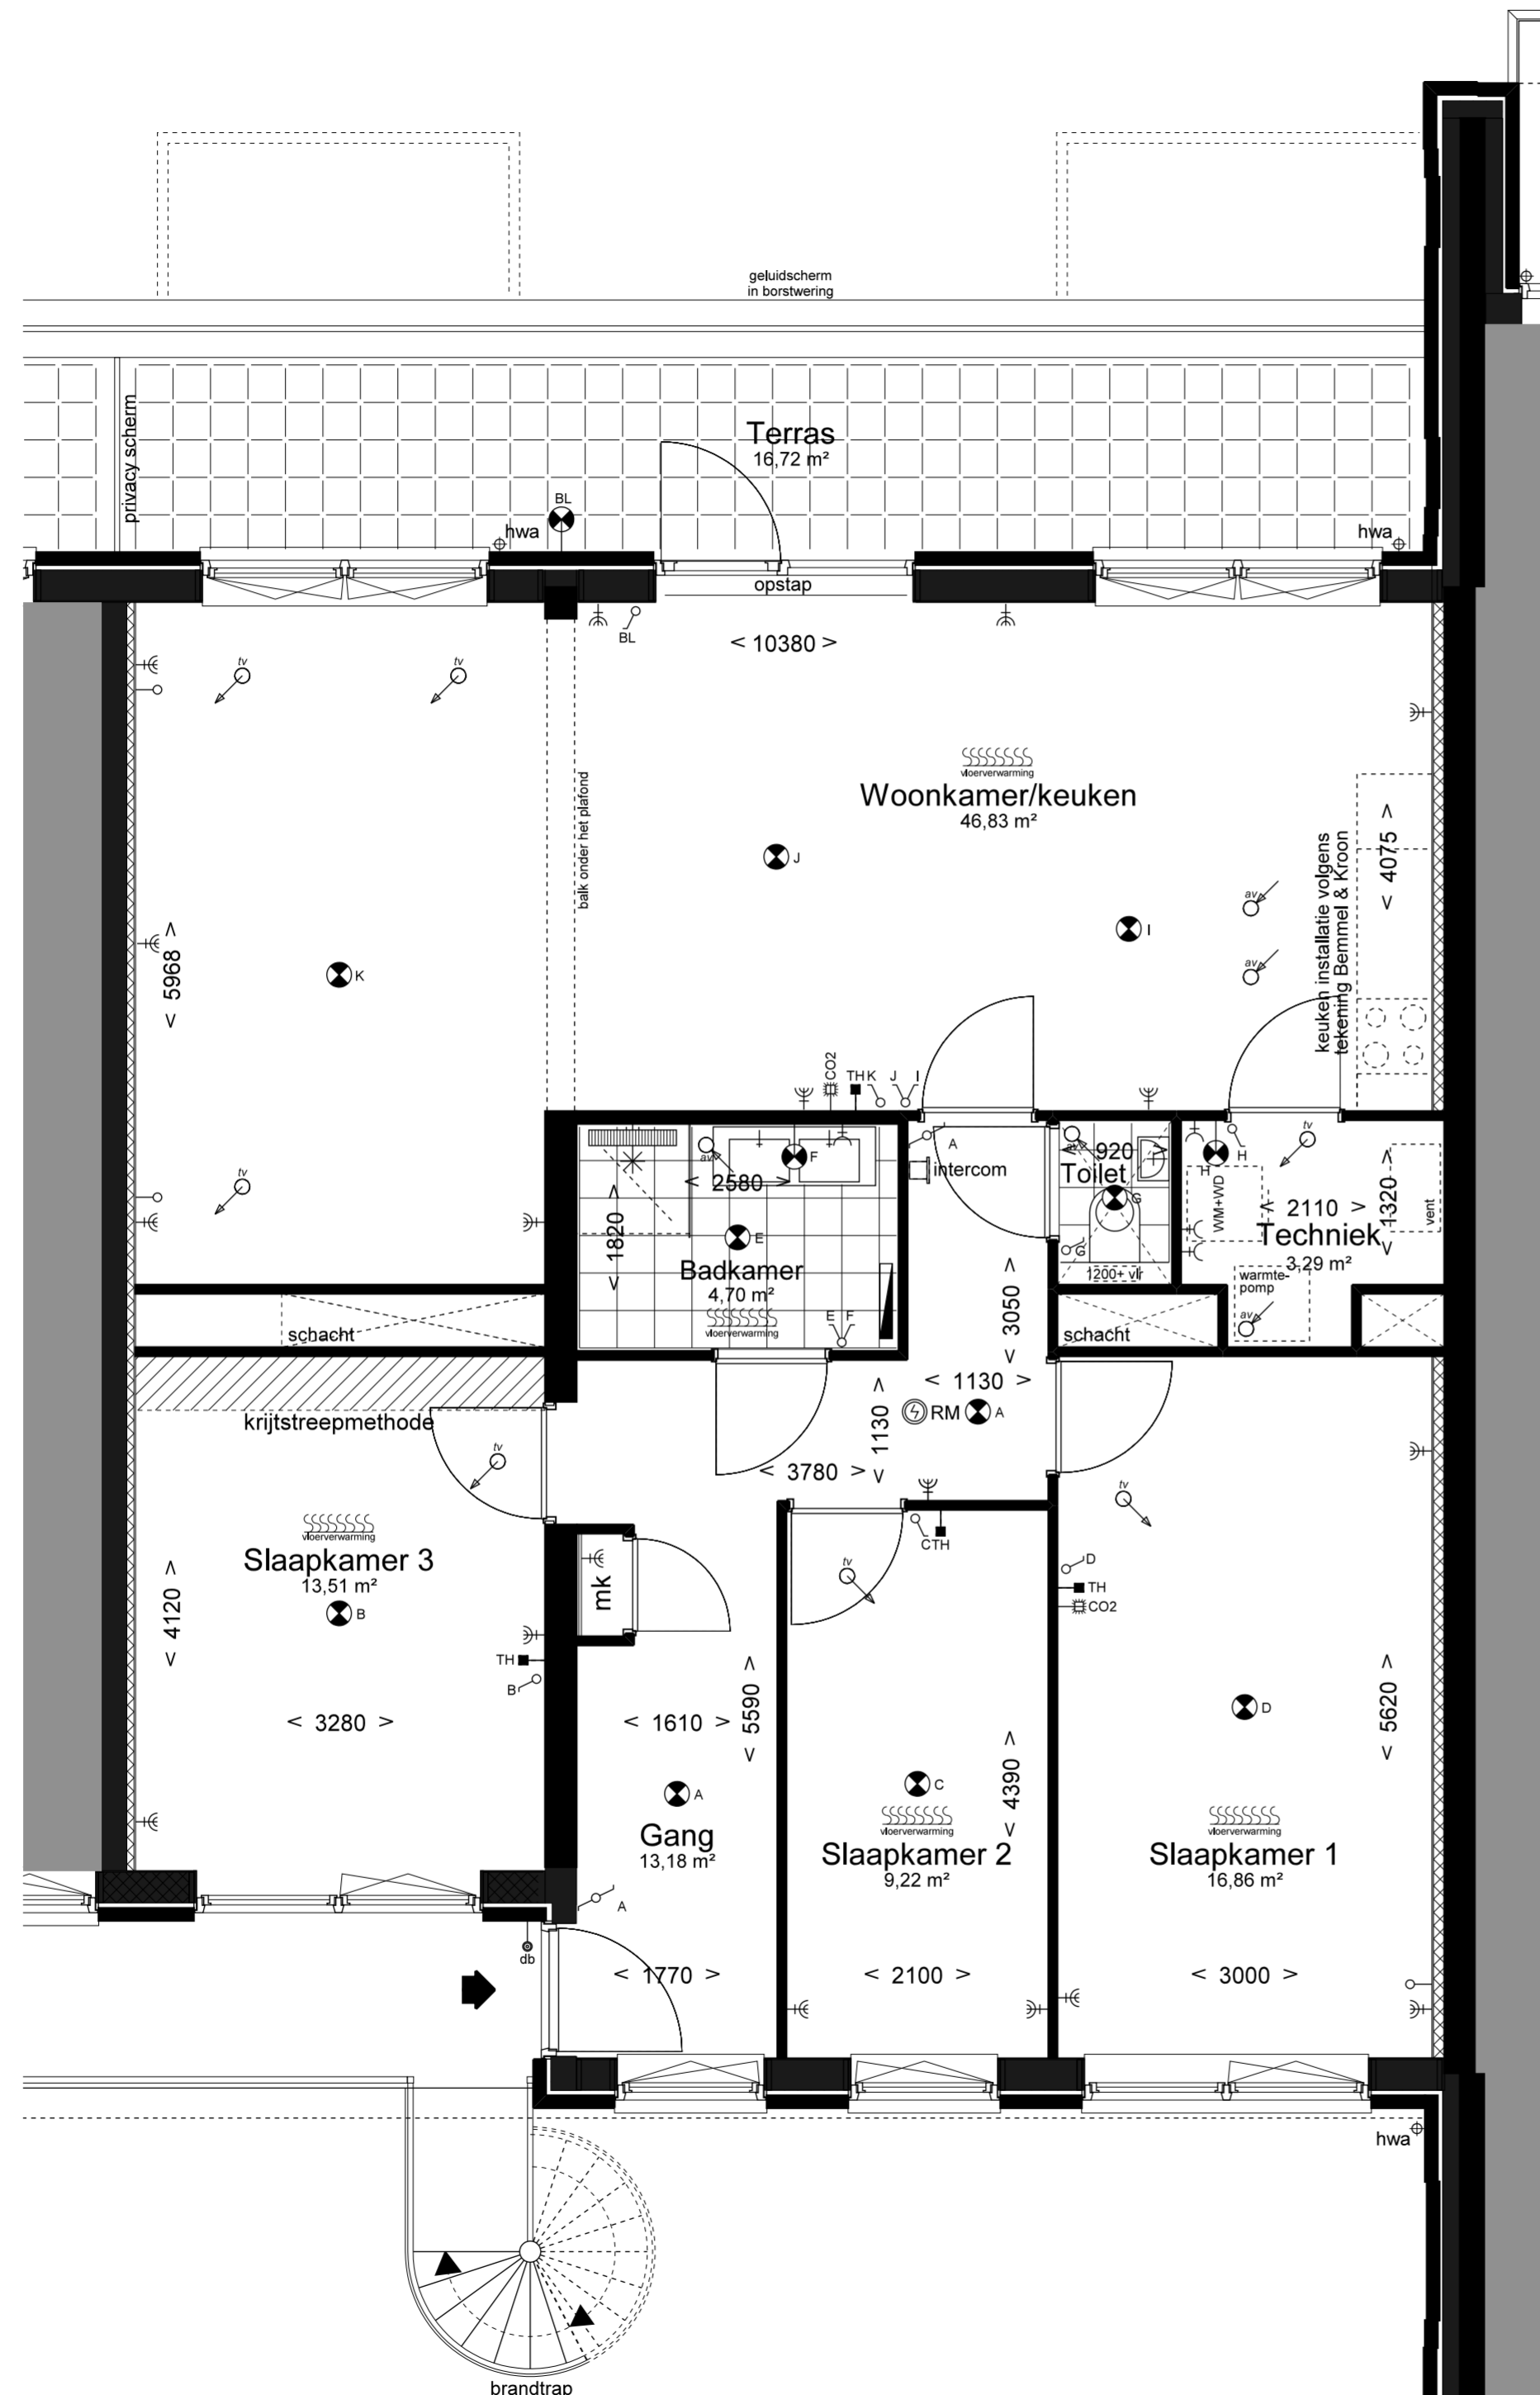 geluidscherm
in borstwering
privacy scherm
Terras
16,72 m²
BL
hwa
hwa
opstap
BL
< 10380 >
tv
tv
vloerverwarming
Woonkamer/keuken
46,83 m²
balk onder het plafond
J
I
K
< 5968 >
av
av
keuken installatie volgens
tekening Bemmel & Kroon
< 4075 >
CO2
TH
K
J
I
tv
av
F
< 2580 >
< 1820 >
E
Badkamer
4,70 m²
vloerverwarming
E
F
A
intercom
av
< 920 >
Toilet
G
G
1200+ vlr
H
H
tv
WM+WD
< 2110 >
< 1320 >
vent
Techniek
3,29 m²
warmte-
pomp
av
schacht
schacht
< 3050 >
< 1130 >
RM
A
< 1130 >
< 3780 >
krijtstreepmethode
tv
vloerverwarming
Slaapkamer 3
13,51 m²
B
< 4120 >
TH
B
< 3280 >
mk
< 1610 >
< 5590 >
A
Gang
13,18 m²
A
db
< 1770 >
CTH
tv
C
< 4390 >
vloerverwarming
Slaapkamer 2
9,22 m²
< 2100 >
tv
D
TH
CO2
D
< 5620 >
vloerverwarming
Slaapkamer 1
16,86 m²
< 3000 >
hwa
brandtrap